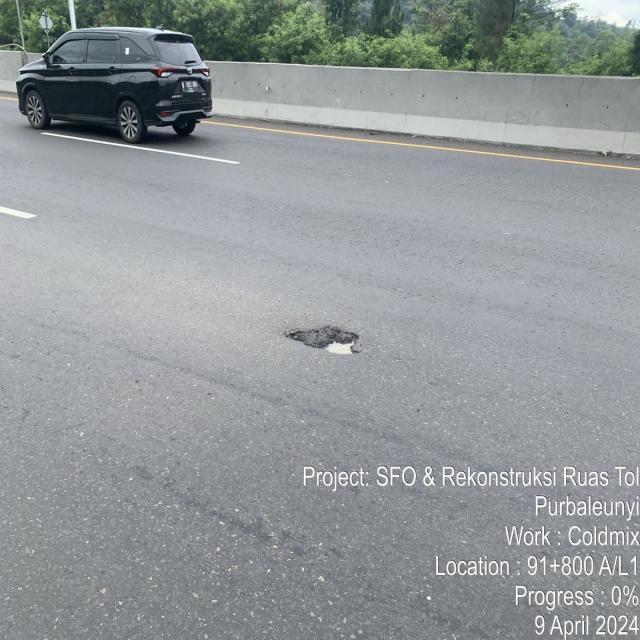 Project: SFO & Rekonstruksi Ruas Tol
Purbaleunyi
Work : Coldmix
Location : 91+800 A/L1
Progress : 0%
9 April 2024